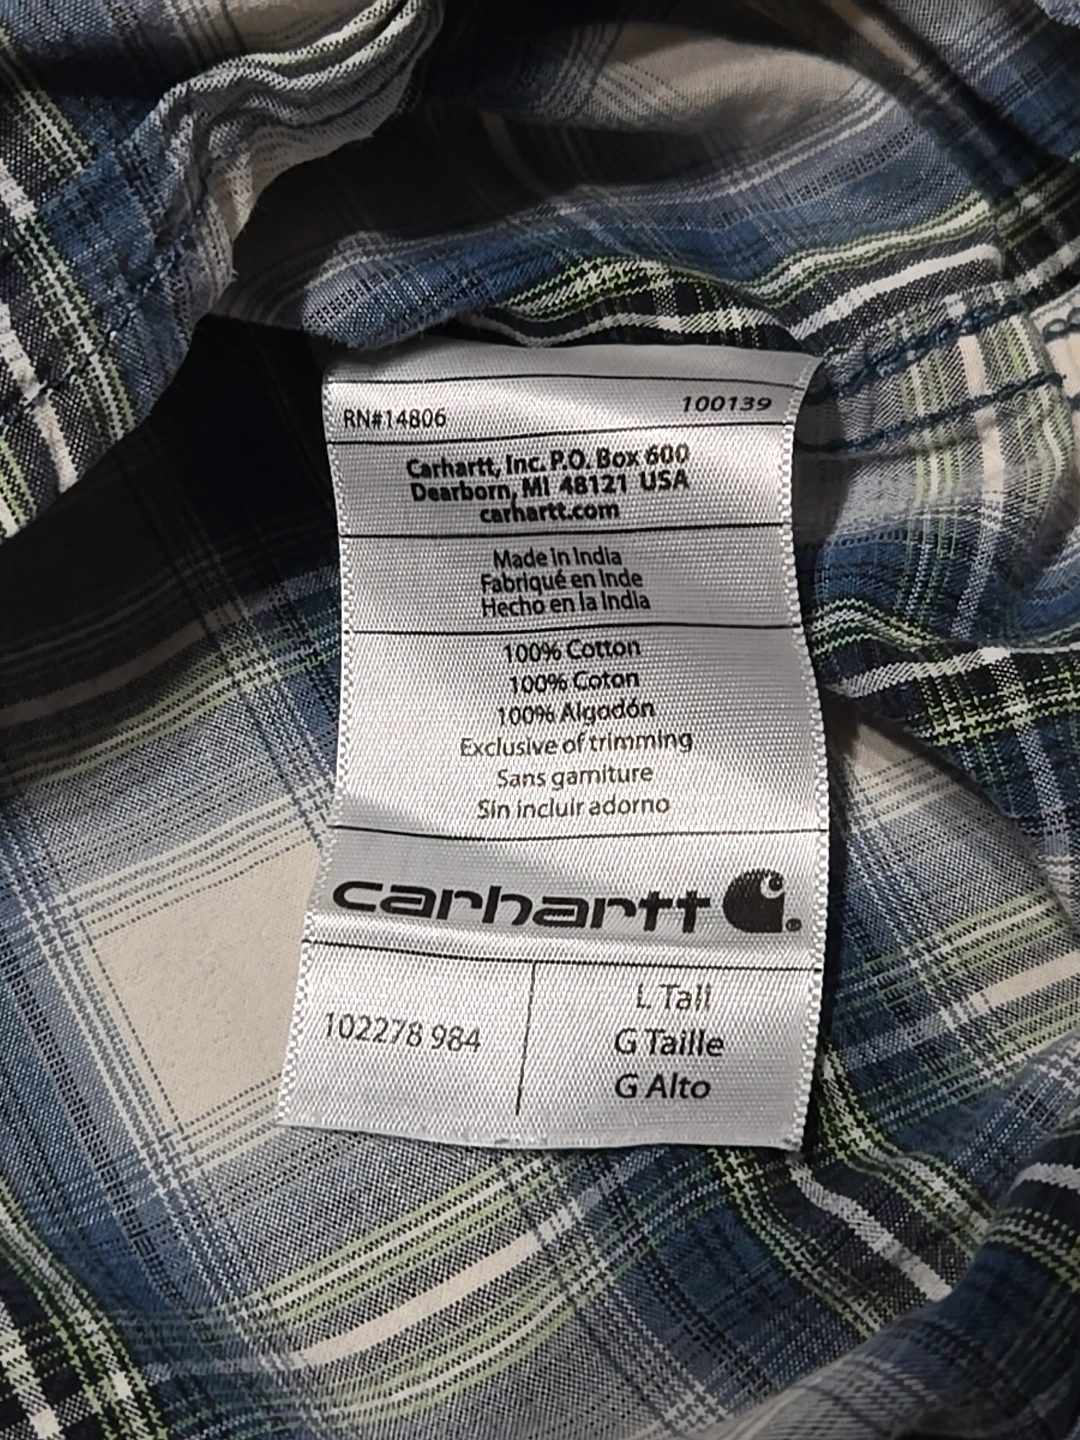 RN#14806 100139
Carhartt, Inc. P.O. Box 600
Dearborn, MI 48121 USA
carhartt.com
Made in India
Fabriqué en Inde
Hecho en la India
100% Cotton
100% Coton
100% Algodón
Exclusive of trimming
Sans garniture
Sin incluir adorno
carhartt ®
102278 984
L Tall
G Taille
G Alto